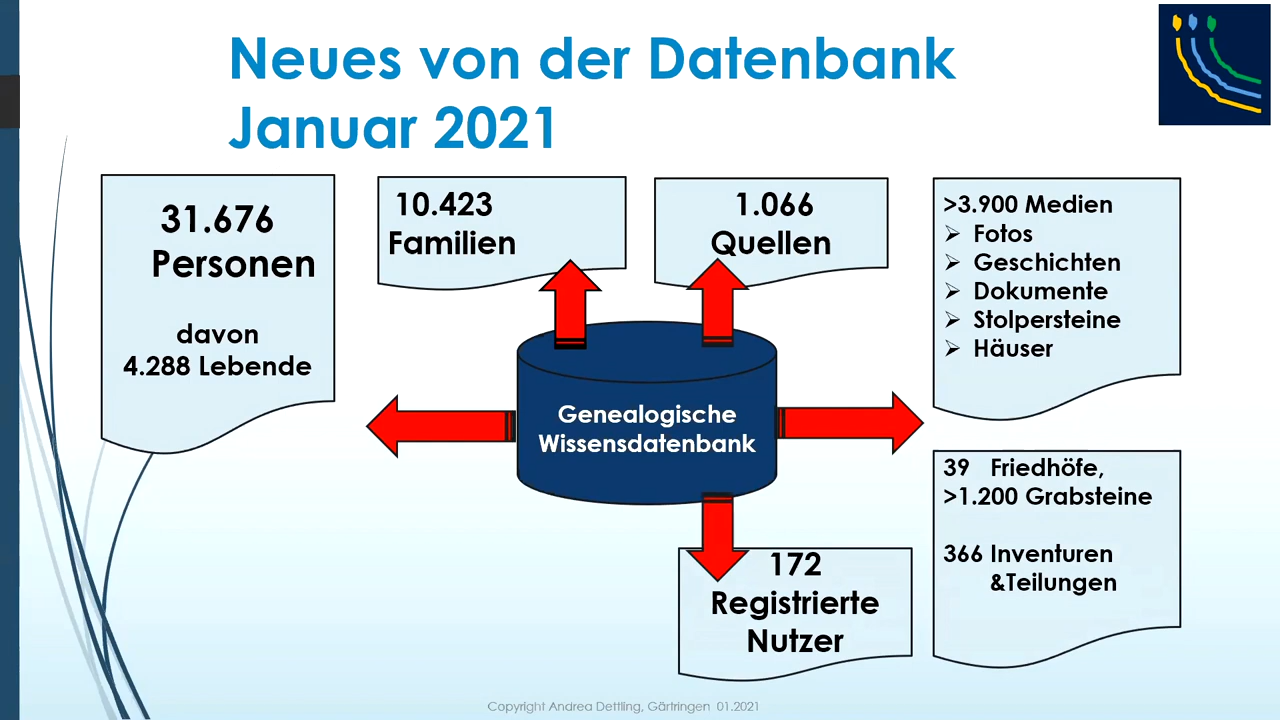 Neues von der Datenbank
Januar 2021
31.676
Personen
davon
4.288 Lebende
10.423
Familien
1.066
Quellen
>3.900 Medien
➢ Fotos
➢ Geschichten
➢ Dokumente
➢ Stolpersteine
➢ Häuser
Genealogische
Wissensdatenbank
39 Friedhöfe,
>1.200 Grabsteine
366 Inventuren
&Teilungen
172
Registrierte
Nutzer
Copyright Andrea Dettling, Gärtringen 01.2021